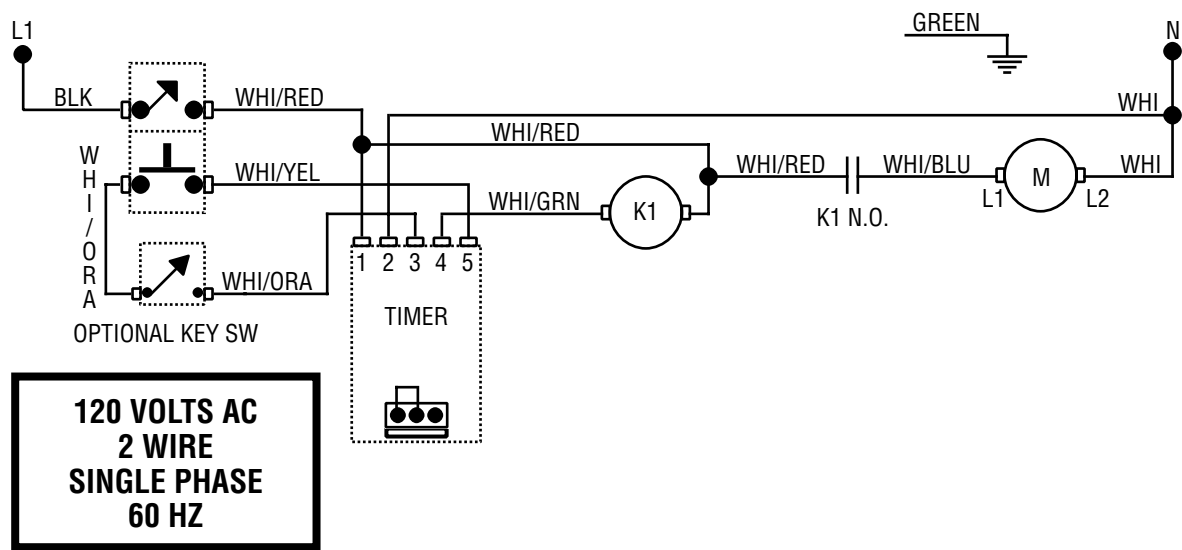 L1
GREEN
N
BLK
WHI/RED
WHI
WHI/RED
WHI/ORA
WHI/YEL
WHI/RED
WHI/BLU
M
WHI
L1
L2
WHI/GRN
K1
K1 N.O.
1 2 3 4 5
WHI/ORA
TIMER
OPTIONAL KEY SW
120 VOLTS AC
2 WIRE
SINGLE PHASE
60 HZ